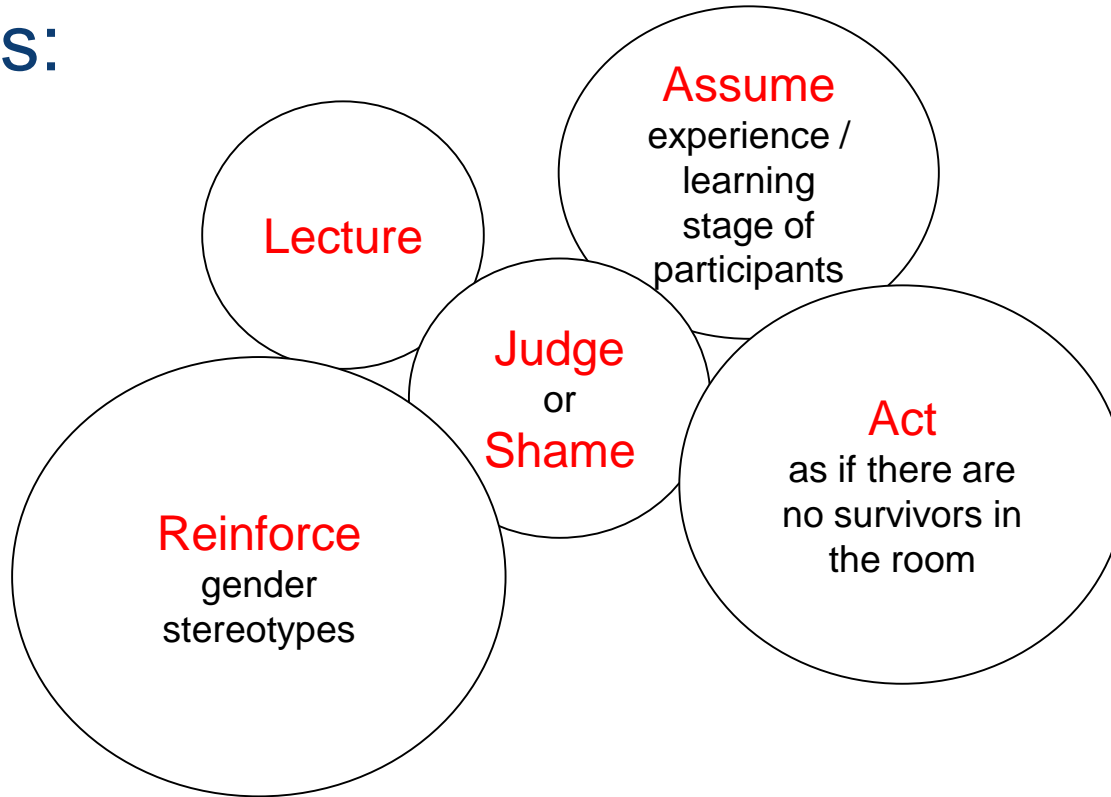 s:
Lecture
Assume
experience /
learning
stage of
participants
Judge
or
Shame
Reinforce
gender
stereotypes
Act
as if there are
no survivors in
the room